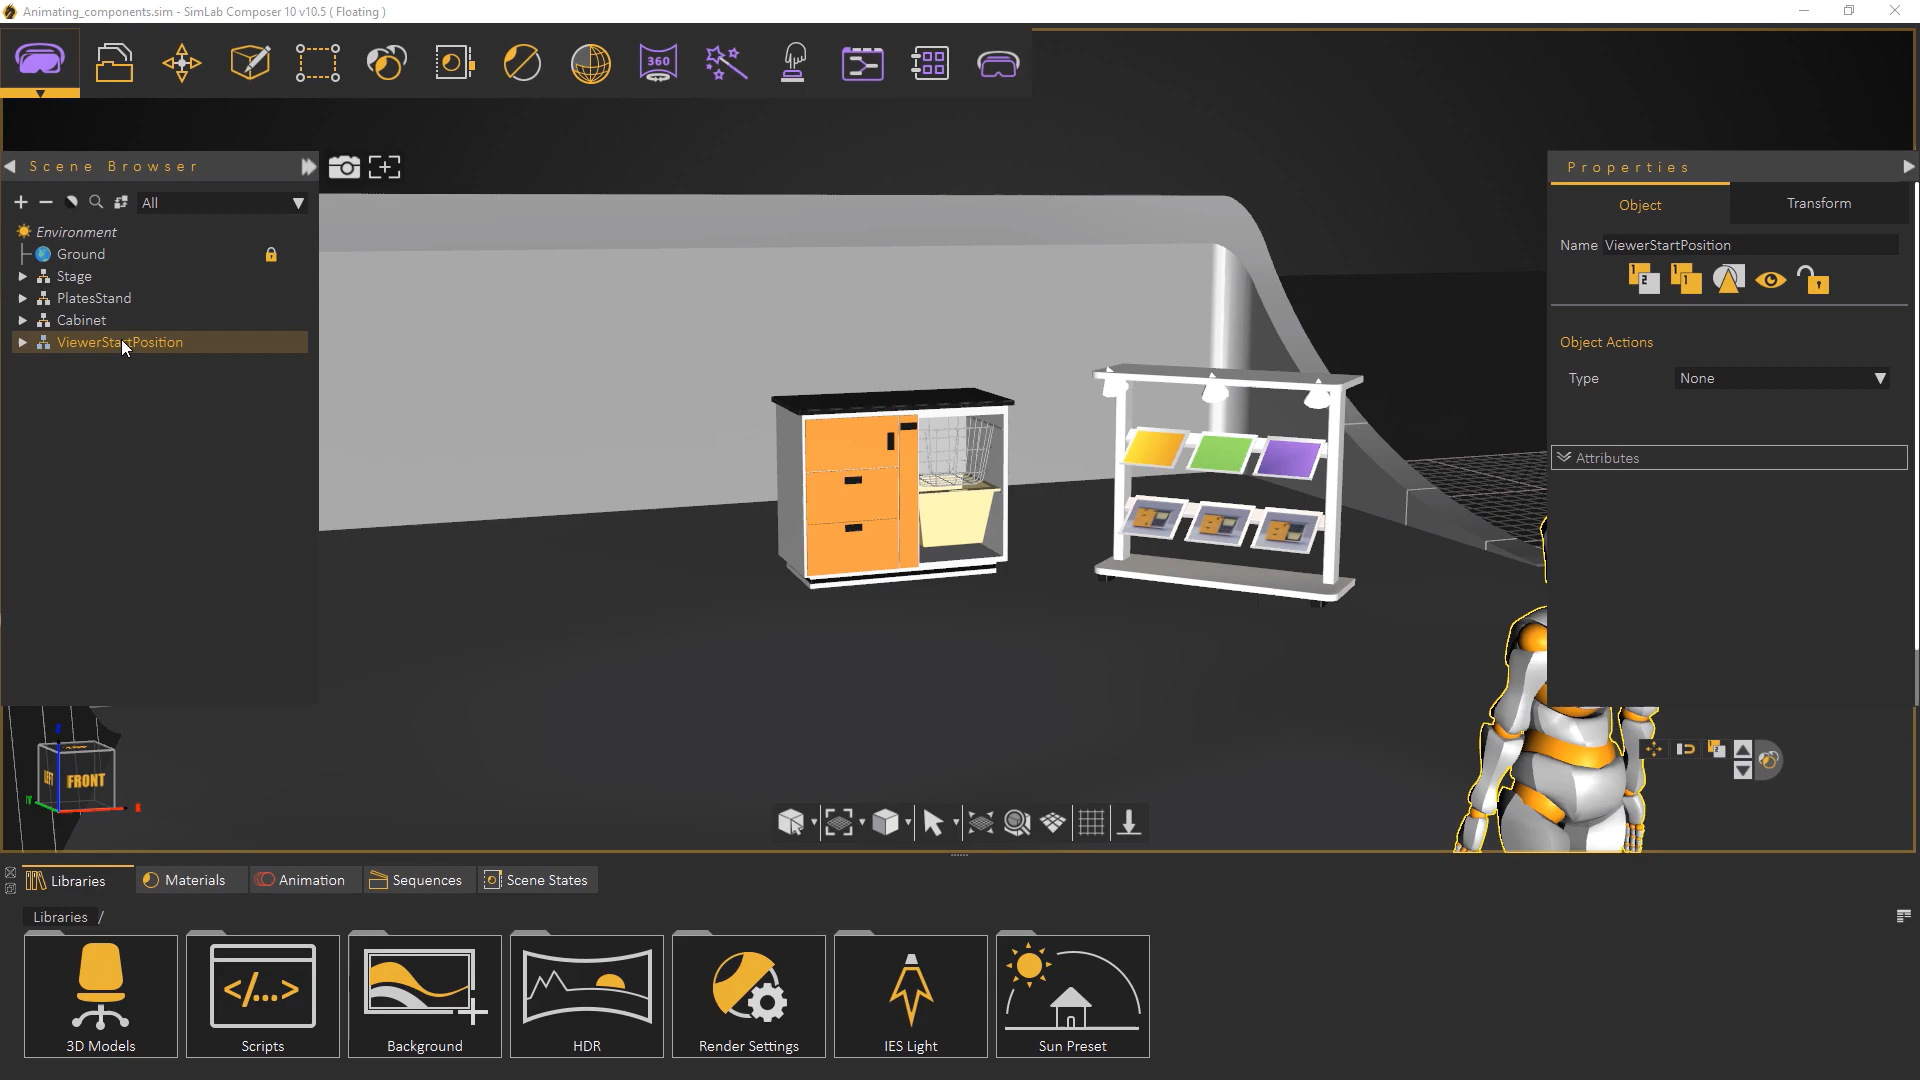 Animating_components.sim - SimLab Composer 10 v10.5 ( Floating )
360
Scene Browser
All
Environment
Ground
Stage
PlatesStand
Cabinet
ViewerStartPosition
Properties
Object
Transform
Name ViewerStartPosition
Object Actions
Type None
Attributes
LEFT FRONT
Libraries
Materials
Animation
Sequences
Scene States
Libraries /
</...>
3D Models
Scripts
Background
HDR
Render Settings
IES Light
Sun Preset